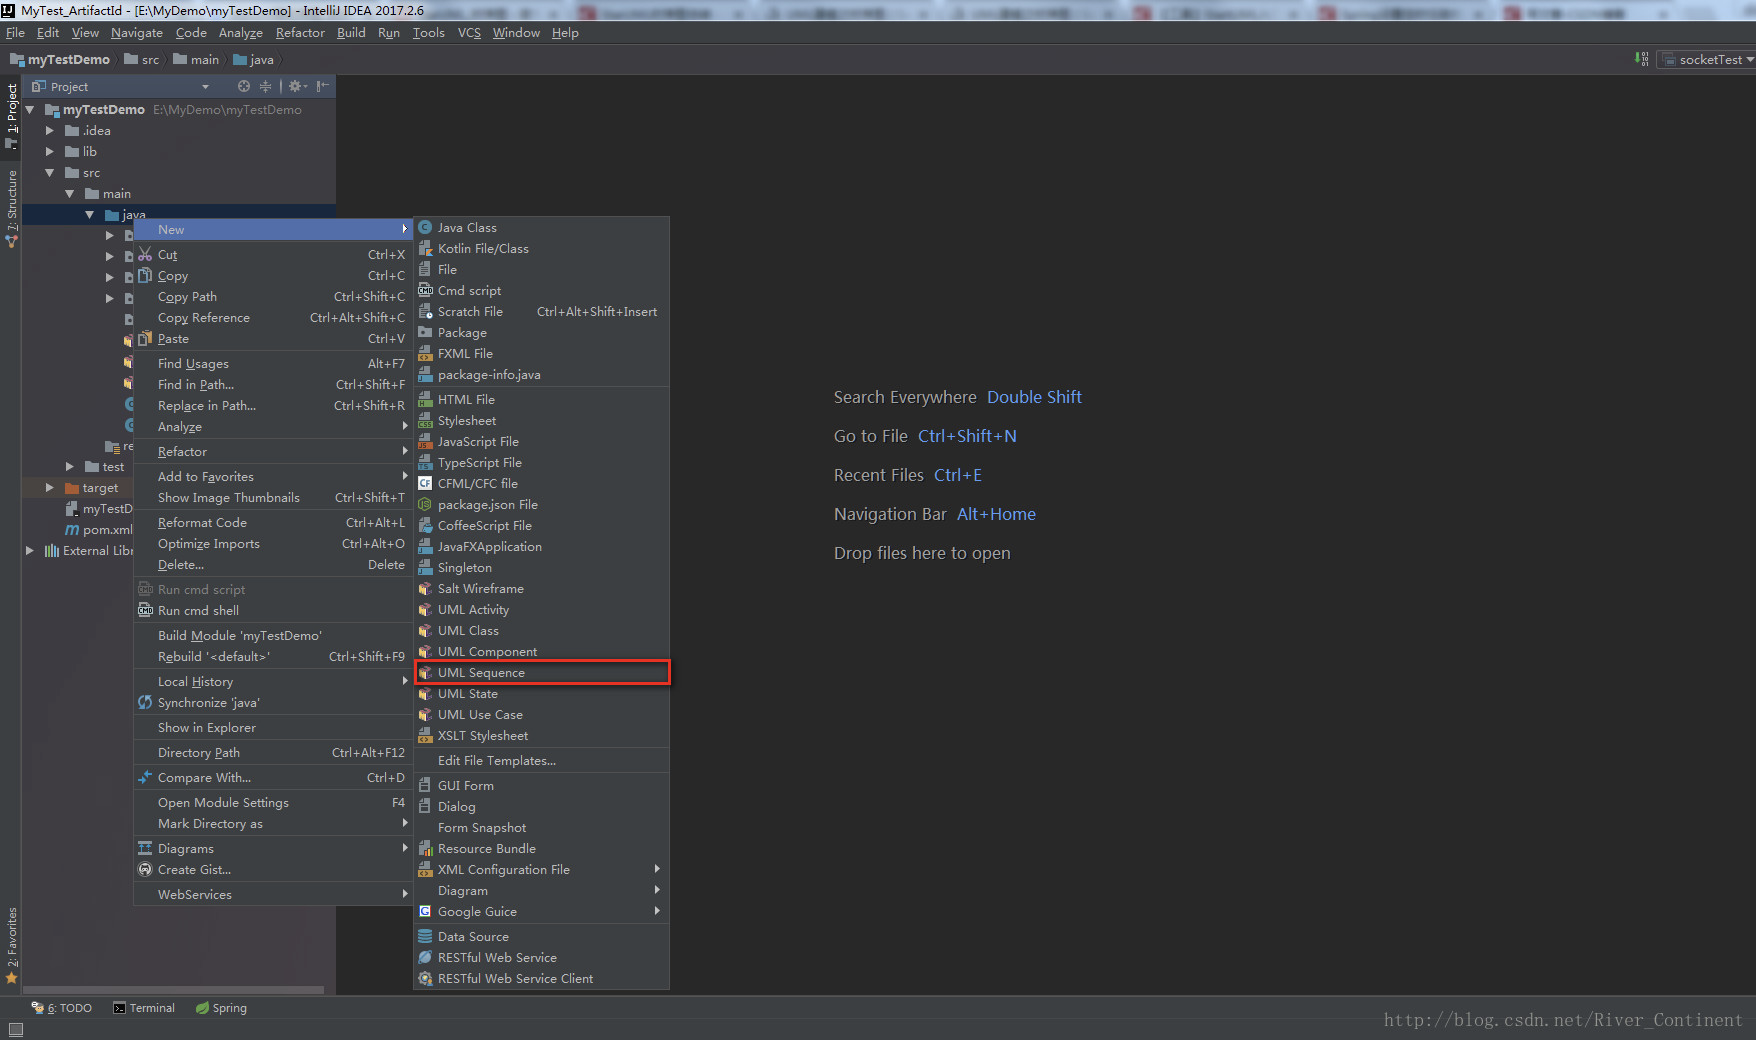 MyTest_ArtifactId - [E:\MyDemo\myTestDemo] - IntelliJ IDEA 2017.2.6
File Edit View Navigate Code Analyze Refactor Build Run Tools VCS Window Help
myTestDemo src main java socketTest
Project
1: Project
7: Structure
2: Favorites
myTestDemo E:\MyDemo\myTestDemo
.idea
lib
src
main
java
test
target
myTestD
pom.xml
External Libr
New
Cut Ctrl+X
Copy Ctrl+C
Copy Path Ctrl+Shift+C
Copy Reference Ctrl+Alt+Shift+C
Paste Ctrl+V
Find Usages Alt+F7
Find in Path... Ctrl+Shift+F
Replace in Path... Ctrl+Shift+R
Analyze
Refactor
Add to Favorites
Show Image Thumbnails Ctrl+Shift+T
Reformat Code Ctrl+Alt+L
Optimize Imports Ctrl+Alt+O
Delete... Delete
Run cmd script
Run cmd shell
Build Module 'myTestDemo'
Rebuild '<default>' Ctrl+Shift+F9
Local History
Synchronize 'java'
Show in Explorer
Directory Path Ctrl+Alt+F12
Compare With... Ctrl+D
Open Module Settings F4
Mark Directory as
Diagrams
Create Gist...
WebServices
Java Class
Kotlin File/Class
File
Cmd script
Scratch File Ctrl+Alt+Shift+Insert
Package
FXML File
package-info.java
HTML File
Stylesheet
JavaScript File
TypeScript File
CFML/CFC file
package.json File
CoffeeScript File
JavaFXApplication
Singleton
Salt Wireframe
UML Activity
UML Class
UML Component
UML Sequence
UML State
UML Use Case
XSLT Stylesheet
Edit File Templates...
GUI Form
Dialog
Form Snapshot
Resource Bundle
XML Configuration File
Diagram
Google Guice
Data Source
RESTful Web Service
RESTful Web Service Client
Search Everywhere Double Shift
Go to File Ctrl+Shift+N
Recent Files Ctrl+E
Navigation Bar Alt+Home
Drop files here to open
6: TODO Terminal Spring
http://blog.csdn.net/River_Continent